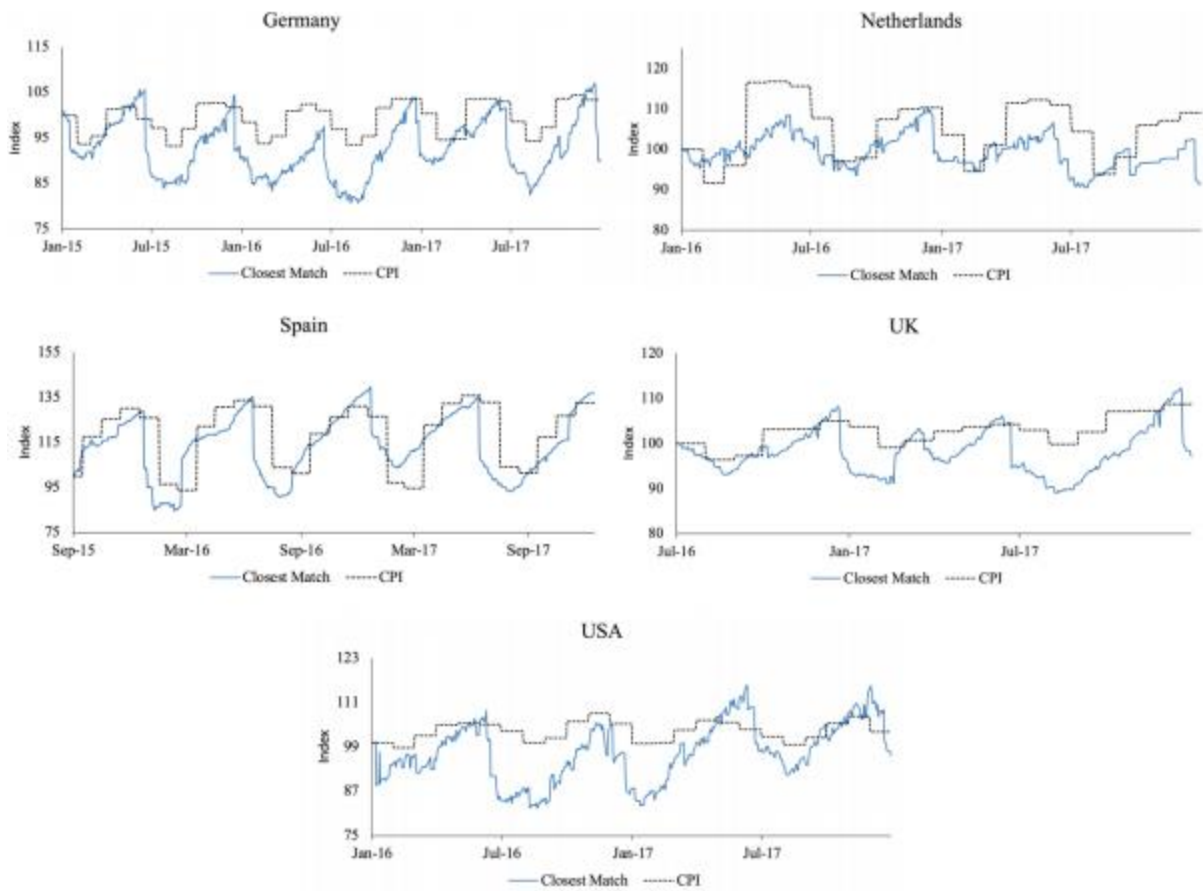 Germany
115
105
95
85
75
Index
Jan-15 Jul-15 Jan-16 Jul-16 Jan-17 Jul-17
Closest Match CPI
Netherlands
120
110
100
90
80
Index
Jan-16 Jul-16 Jan-17 Jul-17
Closest Match CPI
Spain
155
135
115
95
75
Index
Sep-15 Mar-16 Sep-16 Mar-17 Sep-17
Closest Match CPI
UK
120
110
100
90
80
Index
Jul-16 Jan-17 Jul-17
Closest Match CPI
USA
123
111
99
87
75
Index
Jan-16 Jul-16 Jan-17 Jul-17
Closest Match CPI